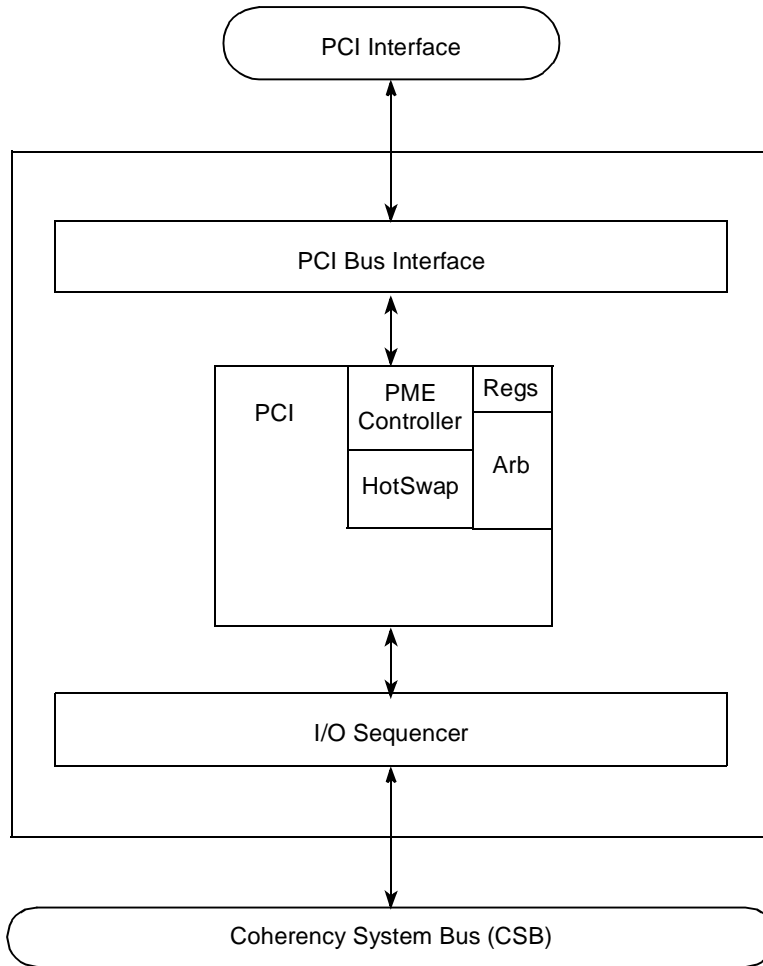 PCI Interface
PCI Bus Interface
PCI
PME
Controller
Regs
HotSwap
Arb
I/O Sequencer
Coherency System Bus (CSB)